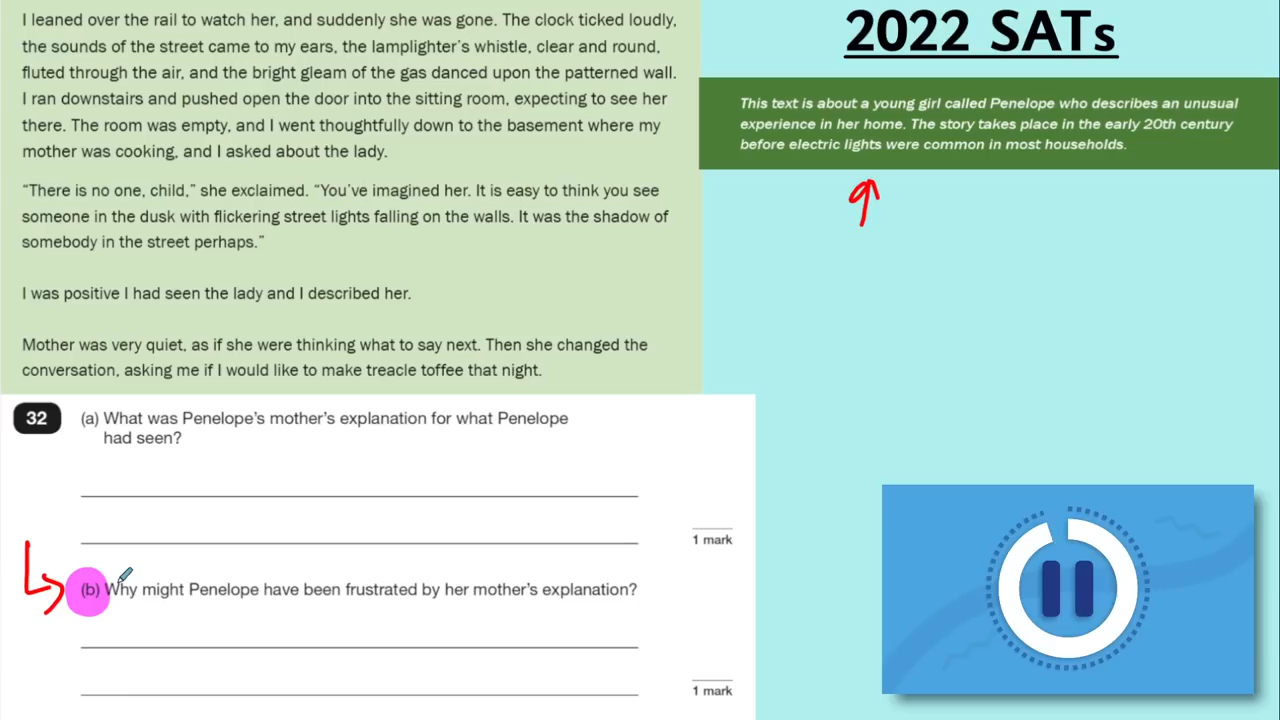 I leaned over the rail to watch her, and suddenly she was gone. The clock ticked loudly,
the sounds of the street came to my ears, the lamplighter's whistle, clear and round,
fluted through the air, and the bright gleam of the gas danced upon the patterned wall.
I ran downstairs and pushed open the door into the sitting room, expecting to see her
there. The room was empty, and I went thoughtfully down to the basement where my
mother was cooking, and I asked about the lady.
“There is no one, child,” she exclaimed. “You've imagined her. It is easy to think you see
someone in the dusk with flickering street lights falling on the walls. It was the shadow of
somebody in the street perhaps.”
I was positive I had seen the lady and I described her.
Mother was very quiet, as if she were thinking what to say next. Then she changed the
conversation, asking me if I would like to make treacle toffee that night.
2022 SATs
This text is about a young girl called Penelope who describes an unusual
experience in her home. The story takes place in the early 20th century
before electric lights were common in most households.
32 (a) What was Penelope's mother's explanation for what Penelope
had seen?
1 mark
(b) Why might Penelope have been frustrated by her mother's explanation?
1 mark